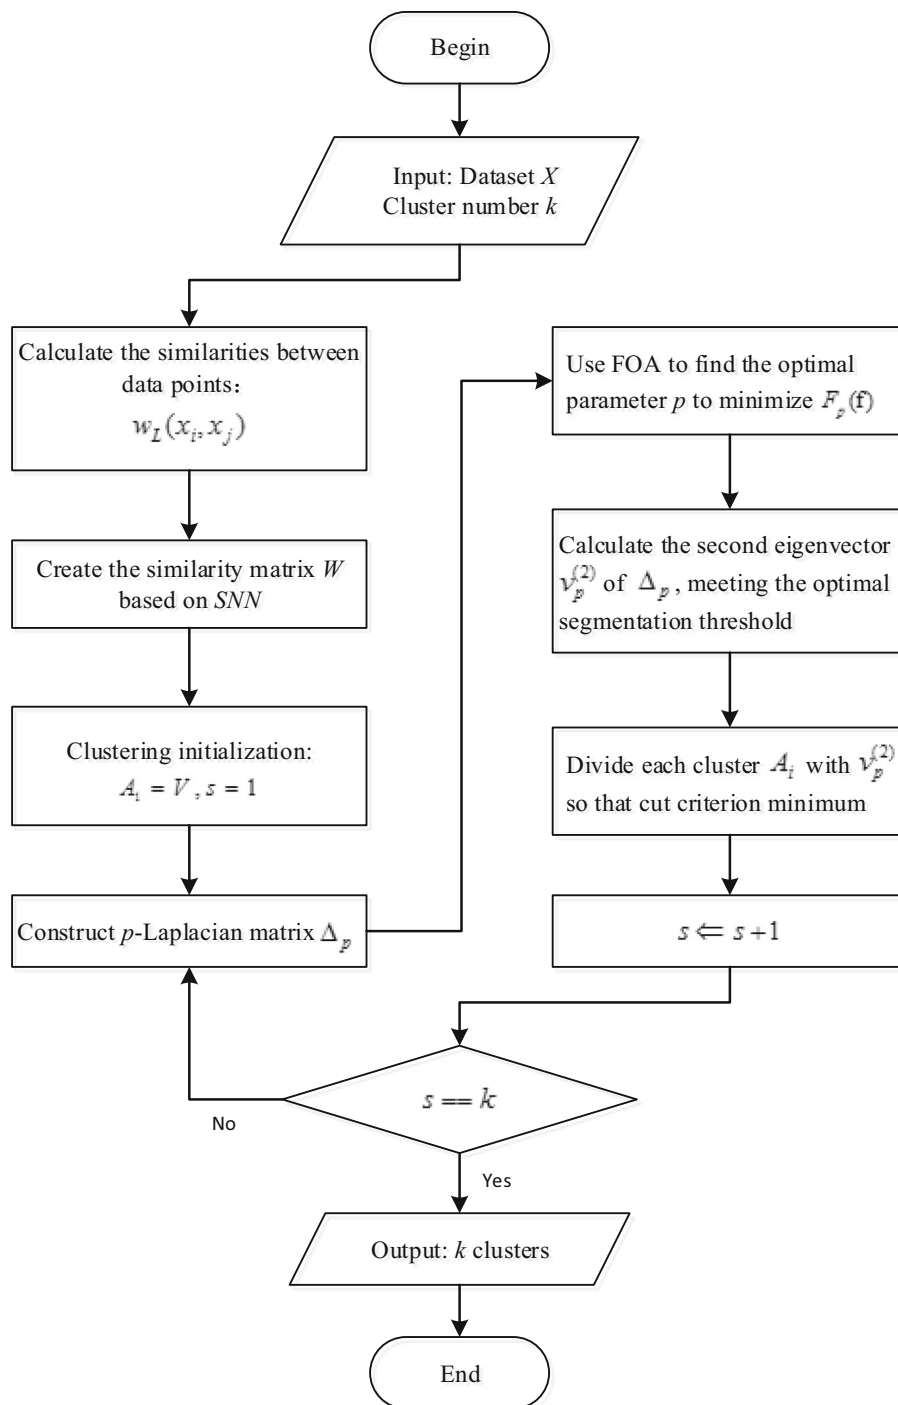 Begin
Input: Dataset X
Cluster number k
Calculate the similarities between
data points：
w_L(x_i, x_j)
Create the similarity matrix W
based on SNN
Clustering initialization:
A_1 = V, s = 1
Construct p-Laplacian matrix Δ_p
Use FOA to find the optimal
parameter p to minimize F_p(f)
Calculate the second eigenvector
v_p^(2) of Δ_p, meeting the optimal
segmentation threshold
Divide each cluster A_i with v_p^(2)
so that cut criterion minimum
s ⇐ s+1
s == k
No
Yes
Output: k clusters
End